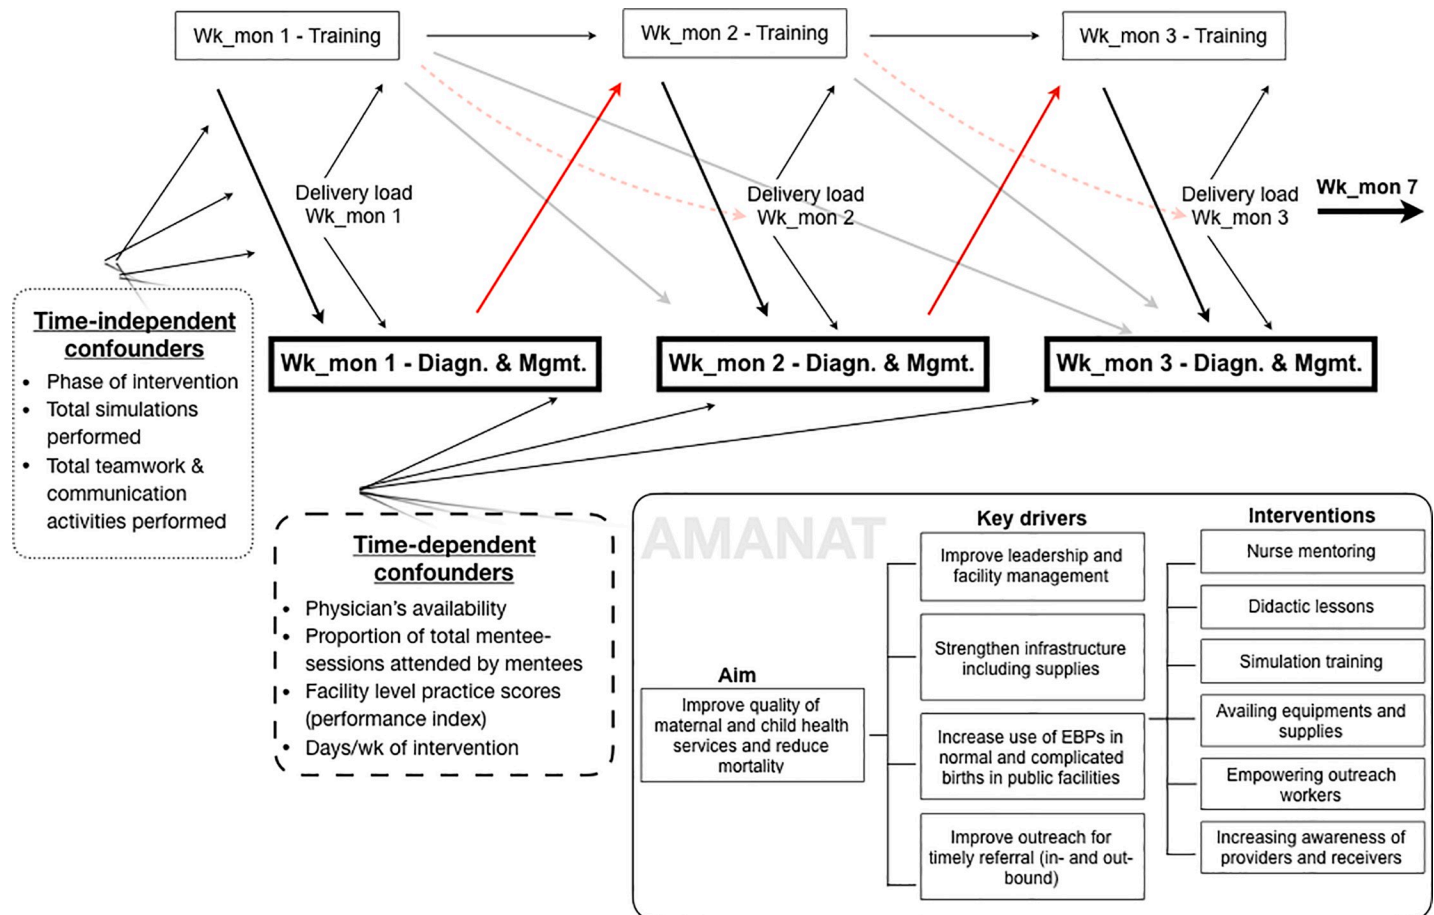 Wk_mon 1 - Training
Wk_mon 2 - Training
Wk_mon 3 - Training
Delivery load
Wk_mon 1
Delivery load
Wk_mon 2
Delivery load
Wk_mon 3
Wk_mon 7
Time-independent
confounders
• Phase of intervention
• Total simulations
performed
• Total teamwork &
communication
activities performed
Wk_mon 1 - Diagn. & Mgmt.
Wk_mon 2 - Diagn. & Mgmt.
Wk_mon 3 - Diagn. & Mgmt.
Time-dependent
confounders
• Physician's availability
• Proportion of total mentee-
sessions attended by mentees
• Facility level practice scores
(performance index)
• Days/wk of intervention
AMANAT
Aim
Improve quality of
maternal and child health
services and reduce
mortality
Key drivers
Improve leadership and
facility management
Strengthen infrastructure
including supplies
Increase use of EBPs in
normal and complicated
births in public facilities
Improve outreach for
timely referral (in- and out-
bound)
Interventions
Nurse mentoring
Didactic lessons
Simulation training
Availing equipments and
supplies
Empowering outreach
workers
Increasing awareness of
providers and receivers